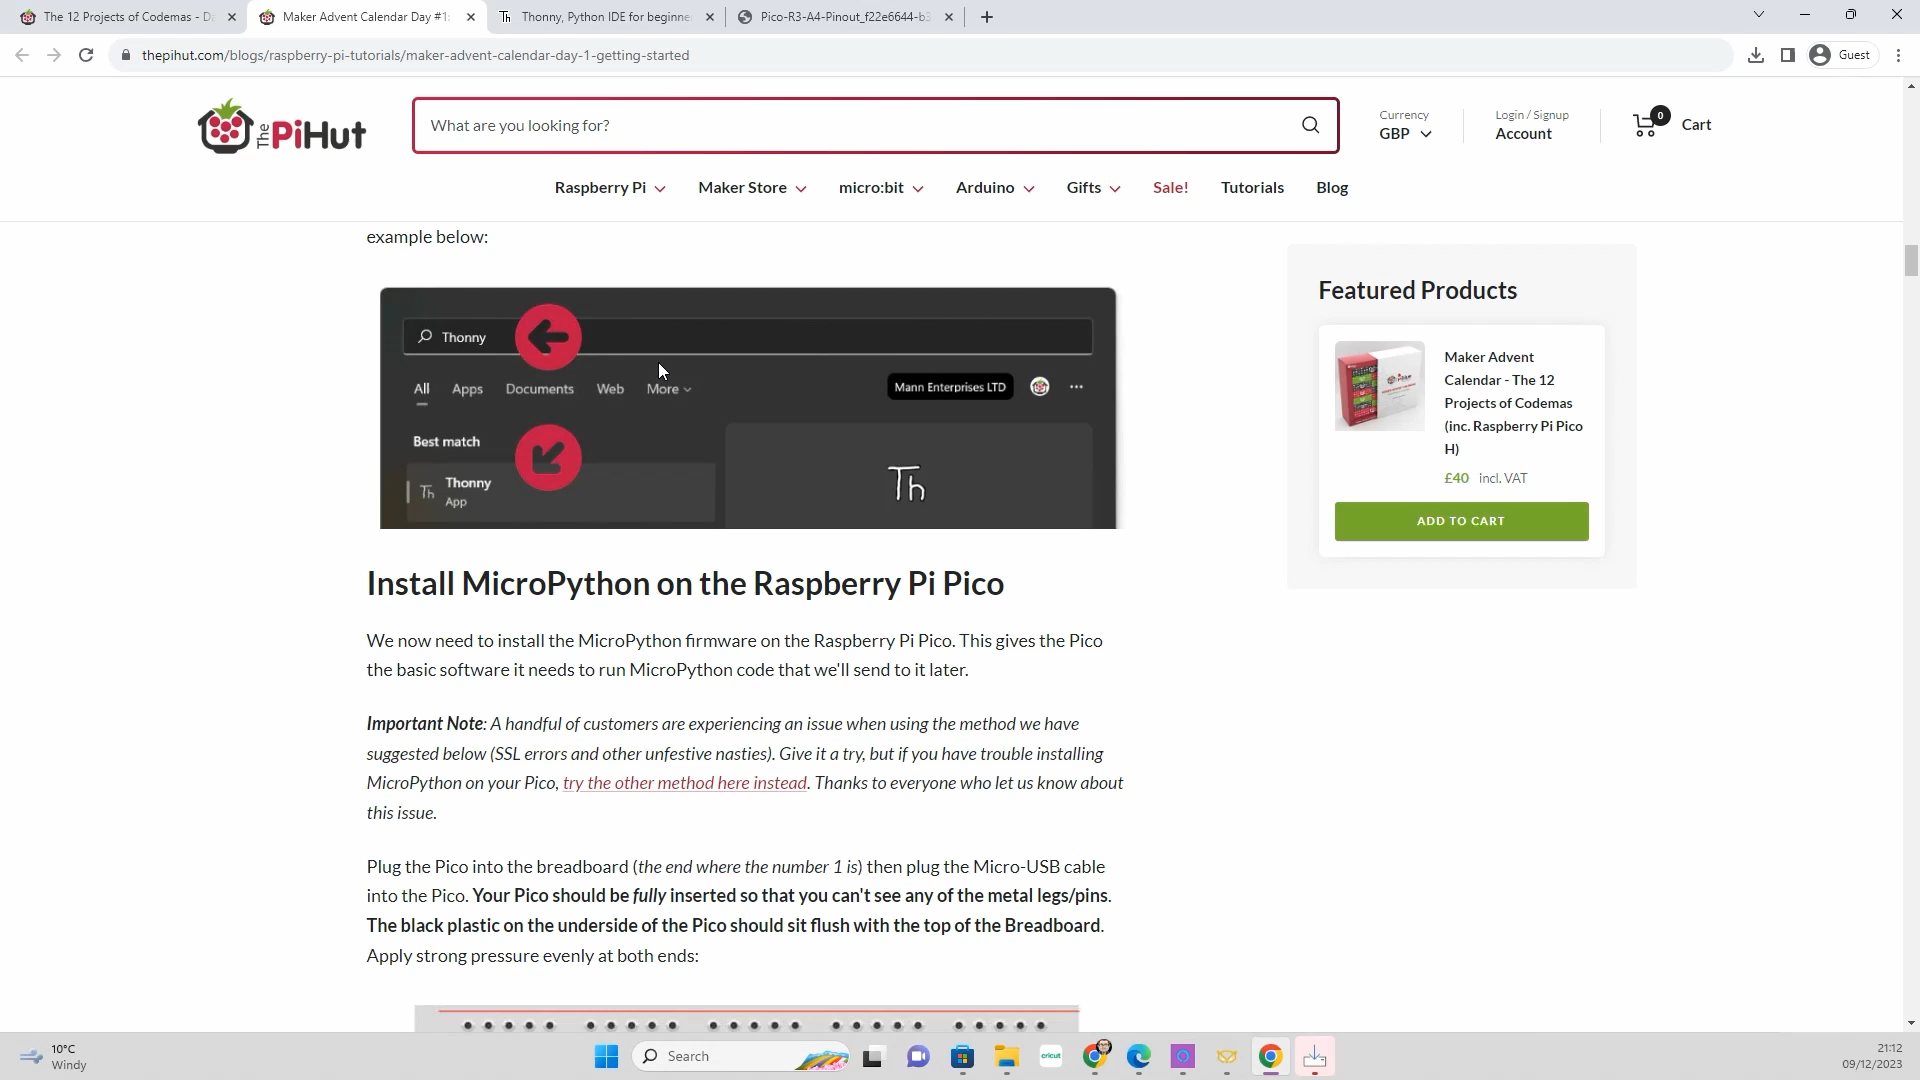 The 12 Projects of Codemas - D
Maker Advent Calendar Day #1:
Thonny, Python IDE for beginne
Pico-R3-A4-Pinout_f22e6644-b3
thepihut.com/blogs/raspberry-pi-tutorials/maker-advent-calendar-day-1-getting-started
Guest
The PiHut
What are you looking for?
Currency
GBP
Login / Signup
Account
0
Cart
Raspberry Pi
Maker Store
micro:bit
Arduino
Gifts
Sale!
Tutorials
Blog
example below:
Thonny
All
Apps
Documents
Web
More
Mann Enterprises LTD
Best match
Th
Thonny
App
Th
Install MicroPython on the Raspberry Pi Pico
We now need to install the MicroPython firmware on the Raspberry Pi Pico. This gives the Pico
the basic software it needs to run MicroPython code that we'll send to it later.
Important Note: A handful of customers are experiencing an issue when using the method we have
suggested below (SSL errors and other unfestive nasties). Give it a try, but if you have trouble installing
MicroPython on your Pico, try the other method here instead. Thanks to everyone who let us know about
this issue.
Plug the Pico into the breadboard (the end where the number 1 is) then plug the Micro-USB cable
into the Pico. Your Pico should be fully inserted so that you can't see any of the metal legs/pins.
The black plastic on the underside of the Pico should sit flush with the top of the Breadboard.
Apply strong pressure evenly at both ends:
Featured Products
Maker Advent
Calendar - The 12
Projects of Codemas
(inc. Raspberry Pi Pico
H)
£40 incl. VAT
ADD TO CART
10°C
Windy
Search
cricut
21:12
09/12/2023